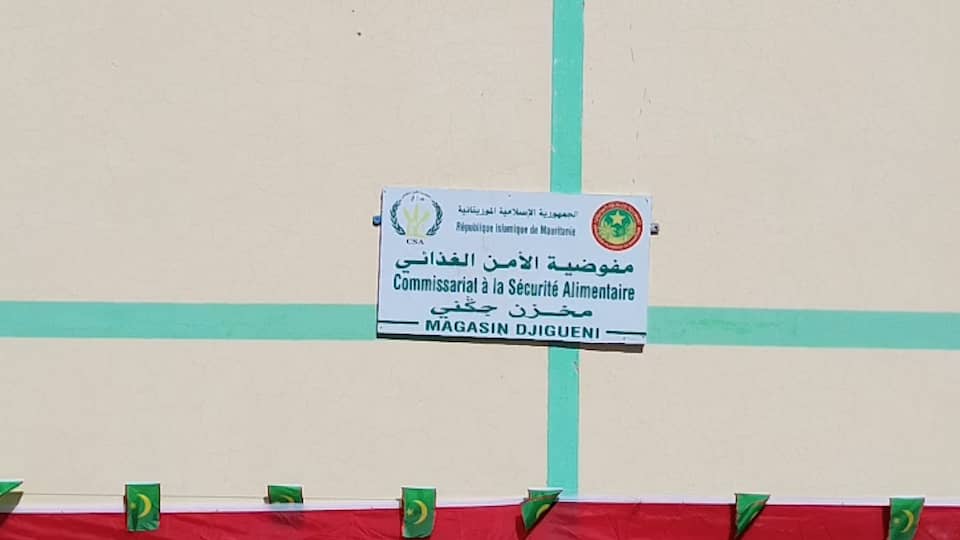 الجمهورية الإسلامية الموريتانية
République Islamique de Mauritanie
CSA
مفوضية الأمن الغذائي
Commissariat à la Sécurité Alimentaire
مخزن جكني
MAGASIN DJIGUENI